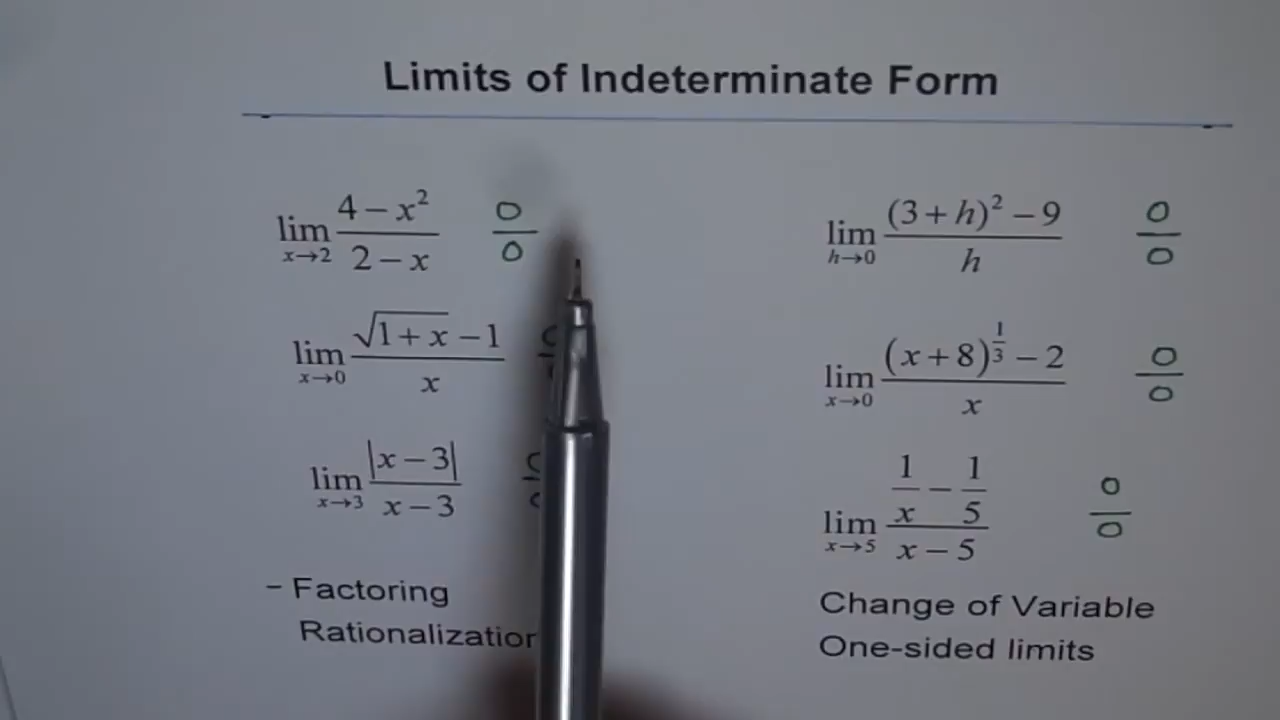 Limits of Indeterminate Form
lim x→2 (4 − x²)/(2 − x) 0/0
lim x→0 (√(1 + x) − 1)/x
lim x→3 |x − 3|/(x − 3)
− Factoring
Rationalization
lim h→0 ((3 + h)² − 9)/h 0/0
lim x→0 ((x + 8)^(1/3) − 2)/x 0/0
lim x→5 (1/x − 1/5)/(x − 5) 0/0
Change of Variable
One-sided limits